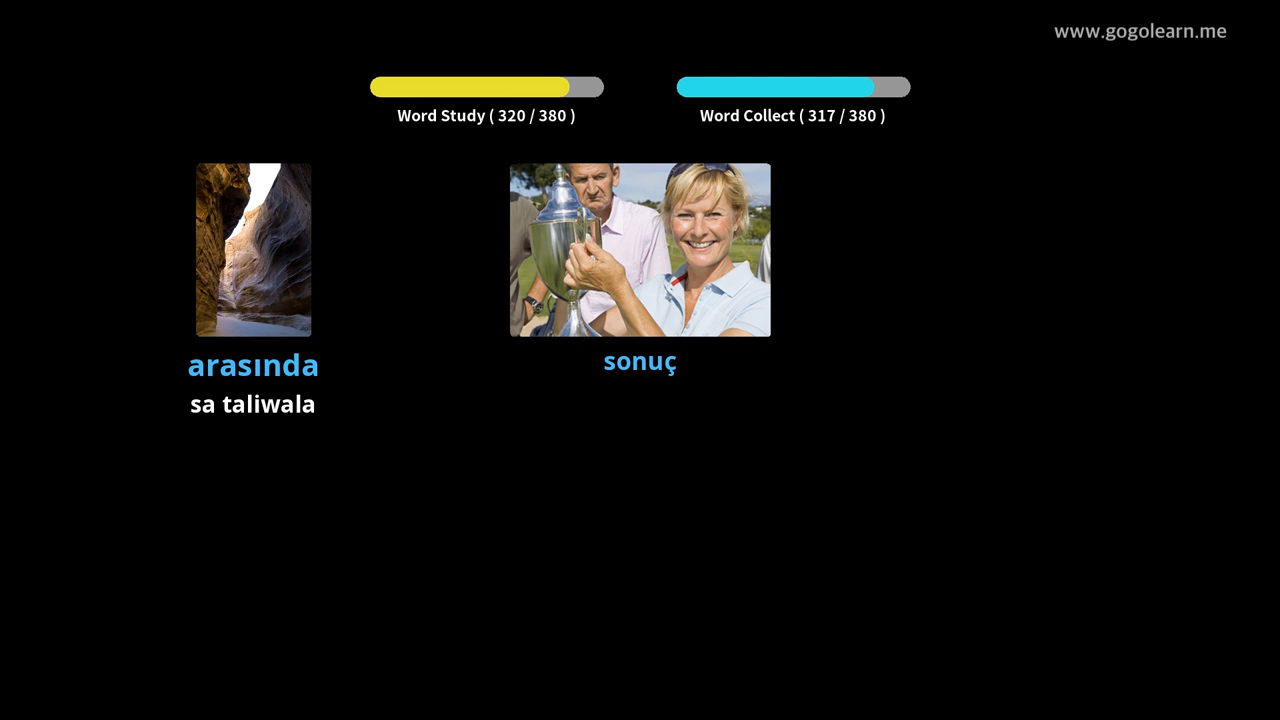 www.gogolearn.me
Word Study ( 320 / 380 )
Word Collect ( 317 / 380 )
arasında
sa taliwala
sonuç